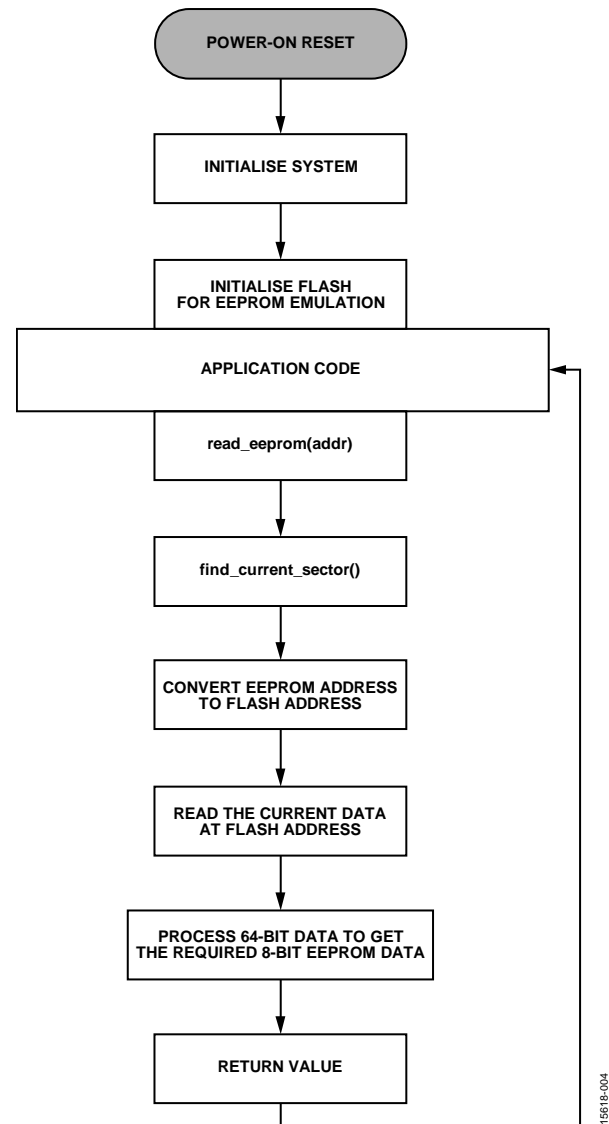 POWER-ON RESET
INITIALISE SYSTEM
INITIALISE FLASH
FOR EEPROM EMULATION
APPLICATION CODE
read_eeprom(addr)
find_current_sector()
CONVERT EEPROM ADDRESS
TO FLASH ADDRESS
READ THE CURRENT DATA
AT FLASH ADDRESS
PROCESS 64-BIT DATA TO GET
THE REQUIRED 8-BIT EEPROM DATA
RETURN VALUE
15618-004